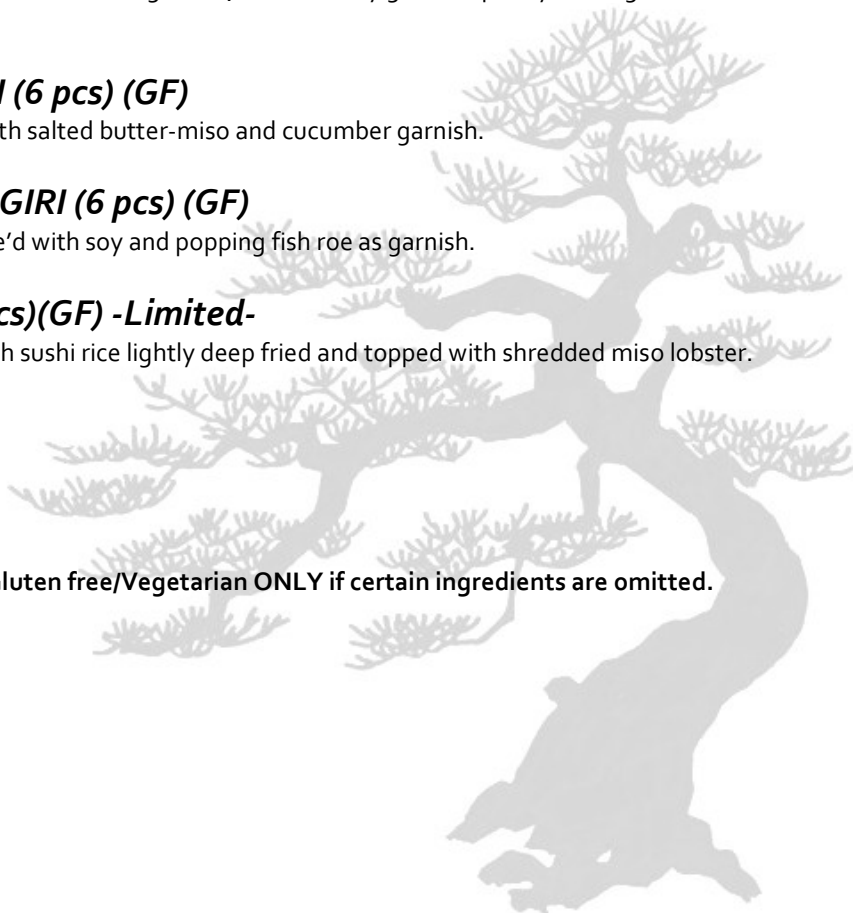 I (6 pcs) (GF)
th salted butter-miso and cucumber garnish.
GIRI (6 pcs) (GF)
e’d with soy and popping fish roe as garnish.
cs)(GF) -Limited-
h sushi rice lightly deep fried and topped with shredded miso lobster.
luten free/Vegetarian ONLY if certain ingredients are omitted.